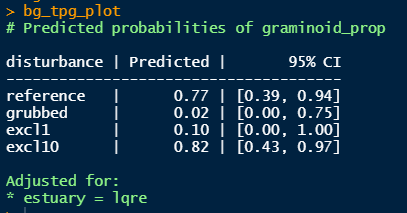 > bg_tpg_plot
# Predicted probabilities of graminoid_prop
disturbance | Predicted |       95% CI
----------------------------------------
reference   |      0.77 | [0.39, 0.94]
grubbed     |      0.02 | [0.00, 0.75]
excl1       |      0.10 | [0.00, 1.00]
excl10      |      0.82 | [0.43, 0.97]
Adjusted for:
* estuary = lqre